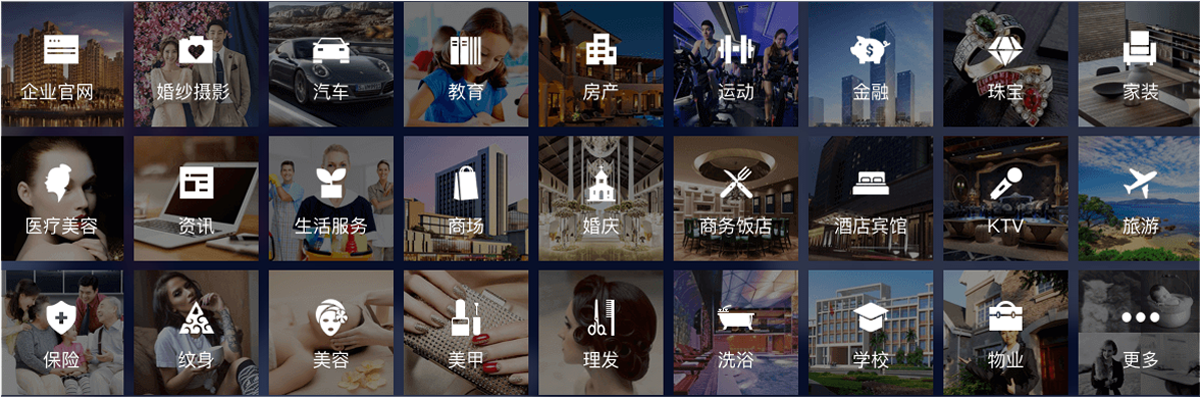 企业官网
婚纱摄影
汽车
教育
房产
运动
金融
珠宝
家装
医疗美容
资讯
生活服务
商场
婚庆
商务饭店
酒店宾馆
KTV
旅游
保险
纹身
美容
美甲
理发
洗浴
学校
物业
更多